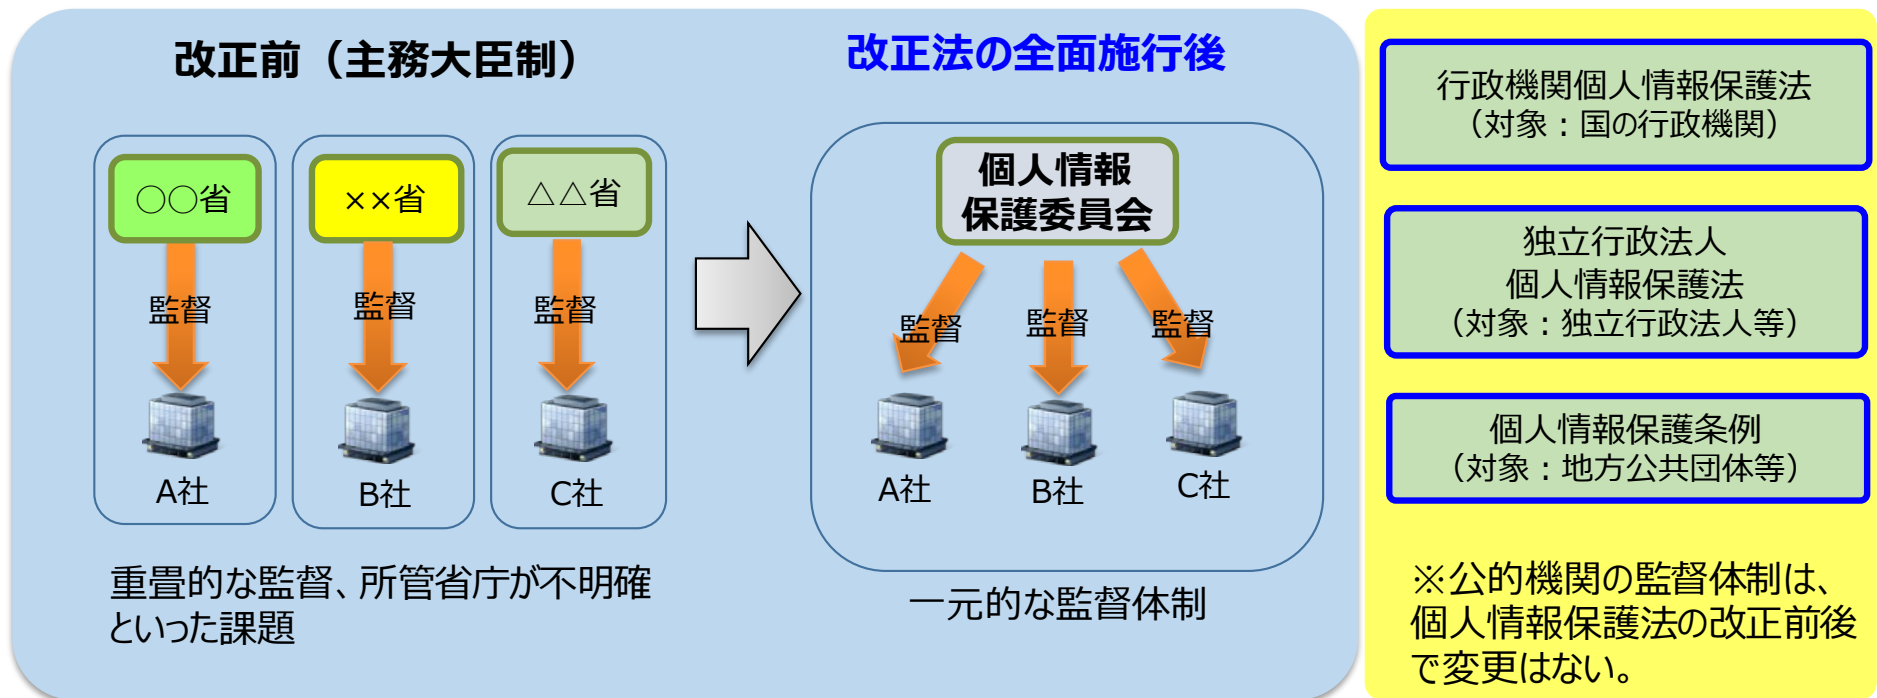 改正前（主務大臣制）
○○省
××省
△△省
監督
監督
監督
A社
B社
C社
重畳的な監督、所管省庁が不明確
といった課題
改正法の全面施行後
個人情報
保護委員会
監督
監督
監督
A社
B社
C社
一元的な監督体制
行政機関個人情報保護法
（対象：国の行政機関）
独立行政法人
個人情報保護法
（対象：独立行政法人等）
個人情報保護条例
（対象：地方公共団体等）
※公的機関の監督体制は、
個人情報保護法の改正前後
で変更はない。